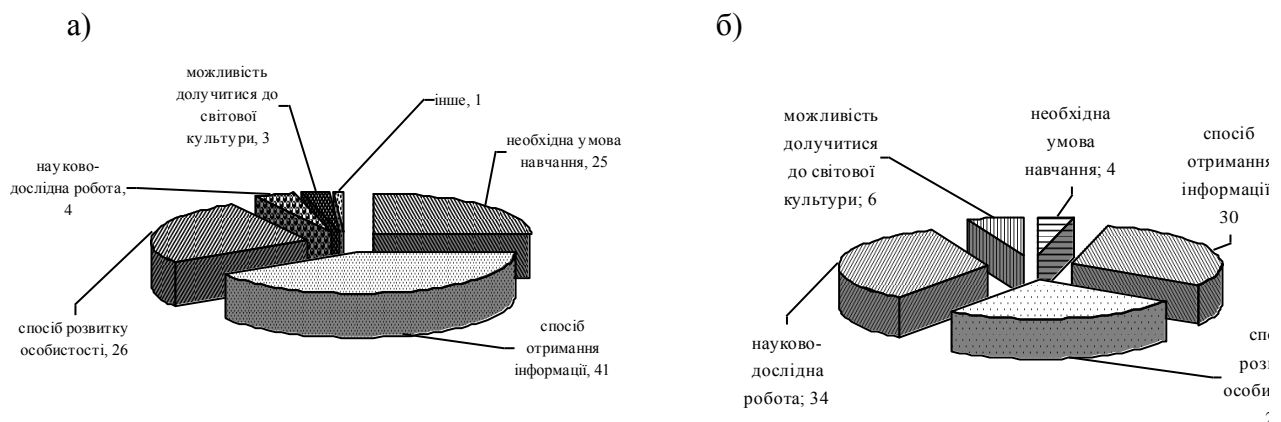 а)
можливість
долучитися до
світової
культури, 3
інше, 1
необхідна умова
навчання, 25
науково-
дослідна робота,
4
спосіб розвитку
особистості, 26
спосіб
отримання
інформації, 41
б)
можливість
долучитися
до світової
культури; 6
необхідна
умова
навчання; 4
спосіб
отримання
інформації
30
науково-
дослідна
робота; 34